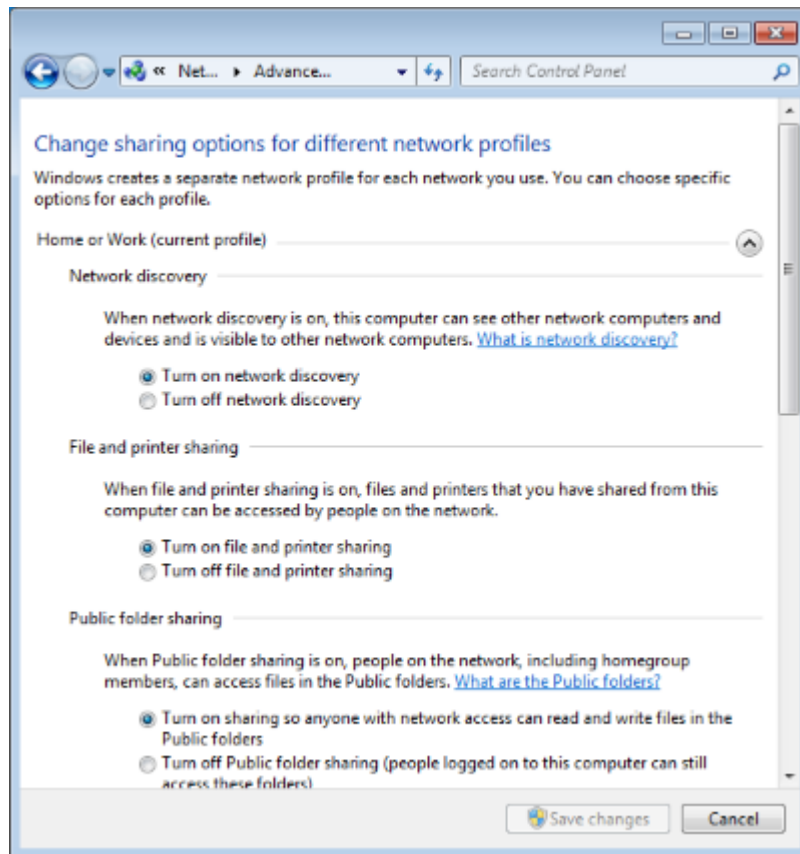 « Net... ▸ Advance...
Search Control Panel
Change sharing options for different network profiles
Windows creates a separate network profile for each network you use. You can choose specific
options for each profile.
Home or Work (current profile)
Network discovery
When network discovery is on, this computer can see other network computers and
devices and is visible to other network computers. What is network discovery?
Turn on network discovery
Turn off network discovery
File and printer sharing
When file and printer sharing is on, files and printers that you have shared from this
computer can be accessed by people on the network.
Turn on file and printer sharing
Turn off file and printer sharing
Public folder sharing
When Public folder sharing is on, people on the network, including homegroup
members, can access files in the Public folders. What are the Public folders?
Turn on sharing so anyone with network access can read and write files in the
Public folders
Turn off Public folder sharing (people logged on to this computer can still
access these folders)
Save changes
Cancel